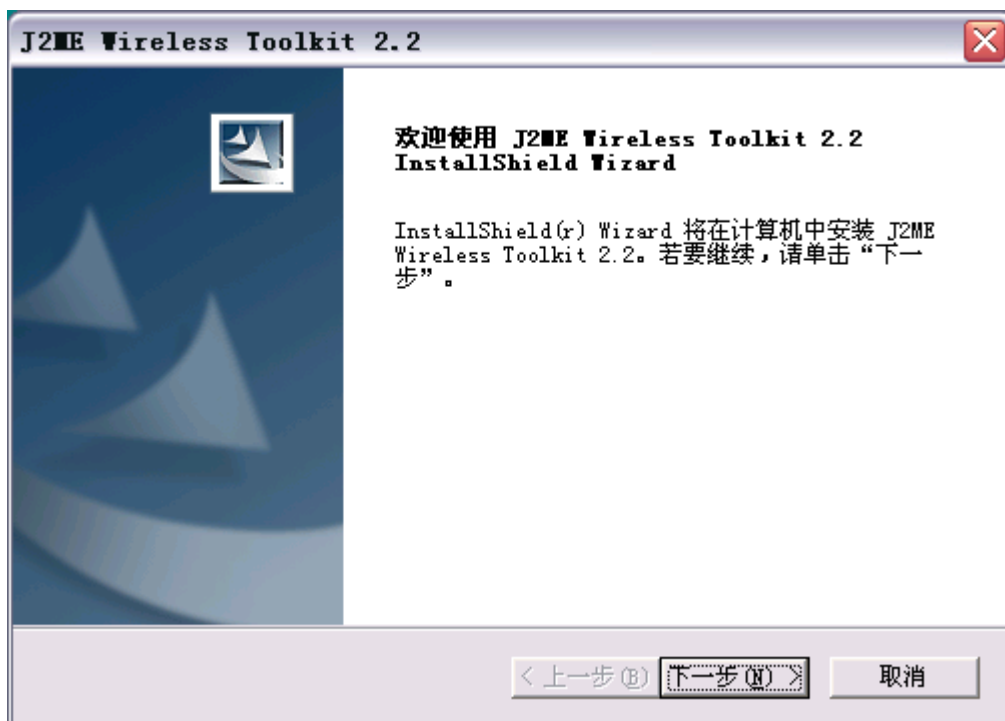 J2ME Wireless Toolkit 2.2
欢迎使用 J2ME Wireless Toolkit 2.2
InstallShield Wizard
InstallShield(r) Wizard 将在计算机中安装 J2ME
Wireless Toolkit 2.2。若要继续，请单击“下一
步”。
< 上一步(B)
下一步(N) >
取消